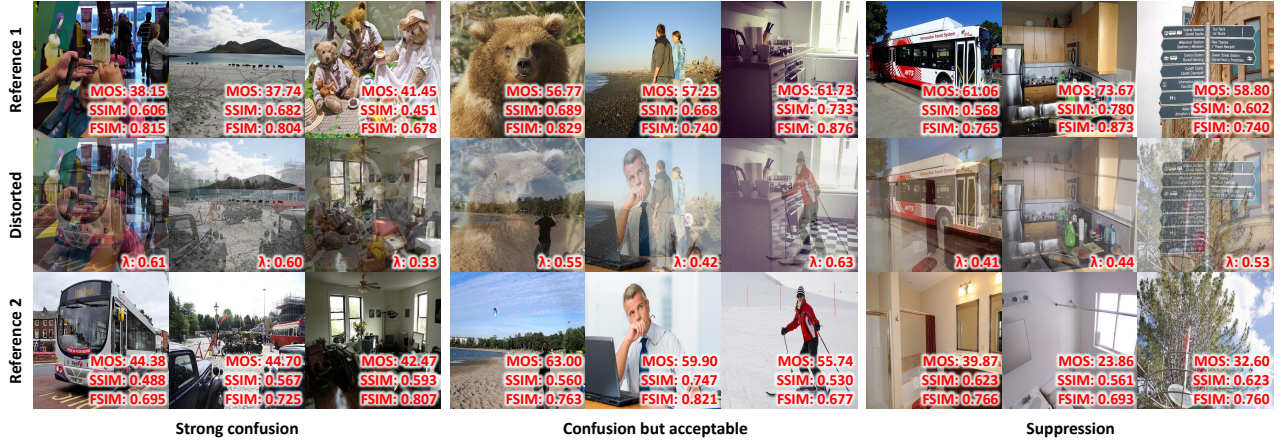 Reference 1
MOS: 38.15
SSIM: 0.606
FSIM: 0.815
MOS: 37.74
SSIM: 0.682
FSIM: 0.804
MOS: 41.45
SSIM: 0.451
FSIM: 0.678
MOS: 56.77
SSIM: 0.689
FSIM: 0.829
MOS: 57.25
SSIM: 0.668
FSIM: 0.740
MOS: 61.73
SSIM: 0.733
FSIM: 0.876
MTS
MOS: 61.06
SSIM: 0.568
FSIM: 0.765
MOS: 73.67
SSIM: 0.780
FSIM: 0.873
MOS: 58.80
SSIM: 0.602
FSIM: 0.740
Distorted
λ: 0.61
λ: 0.60
λ: 0.33
λ: 0.55
λ: 0.42
λ: 0.63
MTS
λ: 0.41
λ: 0.44
λ: 0.53
Reference 2
MOS: 44.38
SSIM: 0.488
FSIM: 0.695
MOS: 44.70
SSIM: 0.567
FSIM: 0.725
MOS: 42.47
SSIM: 0.593
FSIM: 0.807
MOS: 63.00
SSIM: 0.560
FSIM: 0.763
MOS: 59.90
SSIM: 0.747
FSIM: 0.821
MOS: 55.74
SSIM: 0.530
FSIM: 0.677
MOS: 39.87
SSIM: 0.623
FSIM: 0.766
MOS: 23.86
SSIM: 0.561
FSIM: 0.693
MOS: 32.60
SSIM: 0.623
FSIM: 0.760
Strong confusion
Confusion but acceptable
Suppression